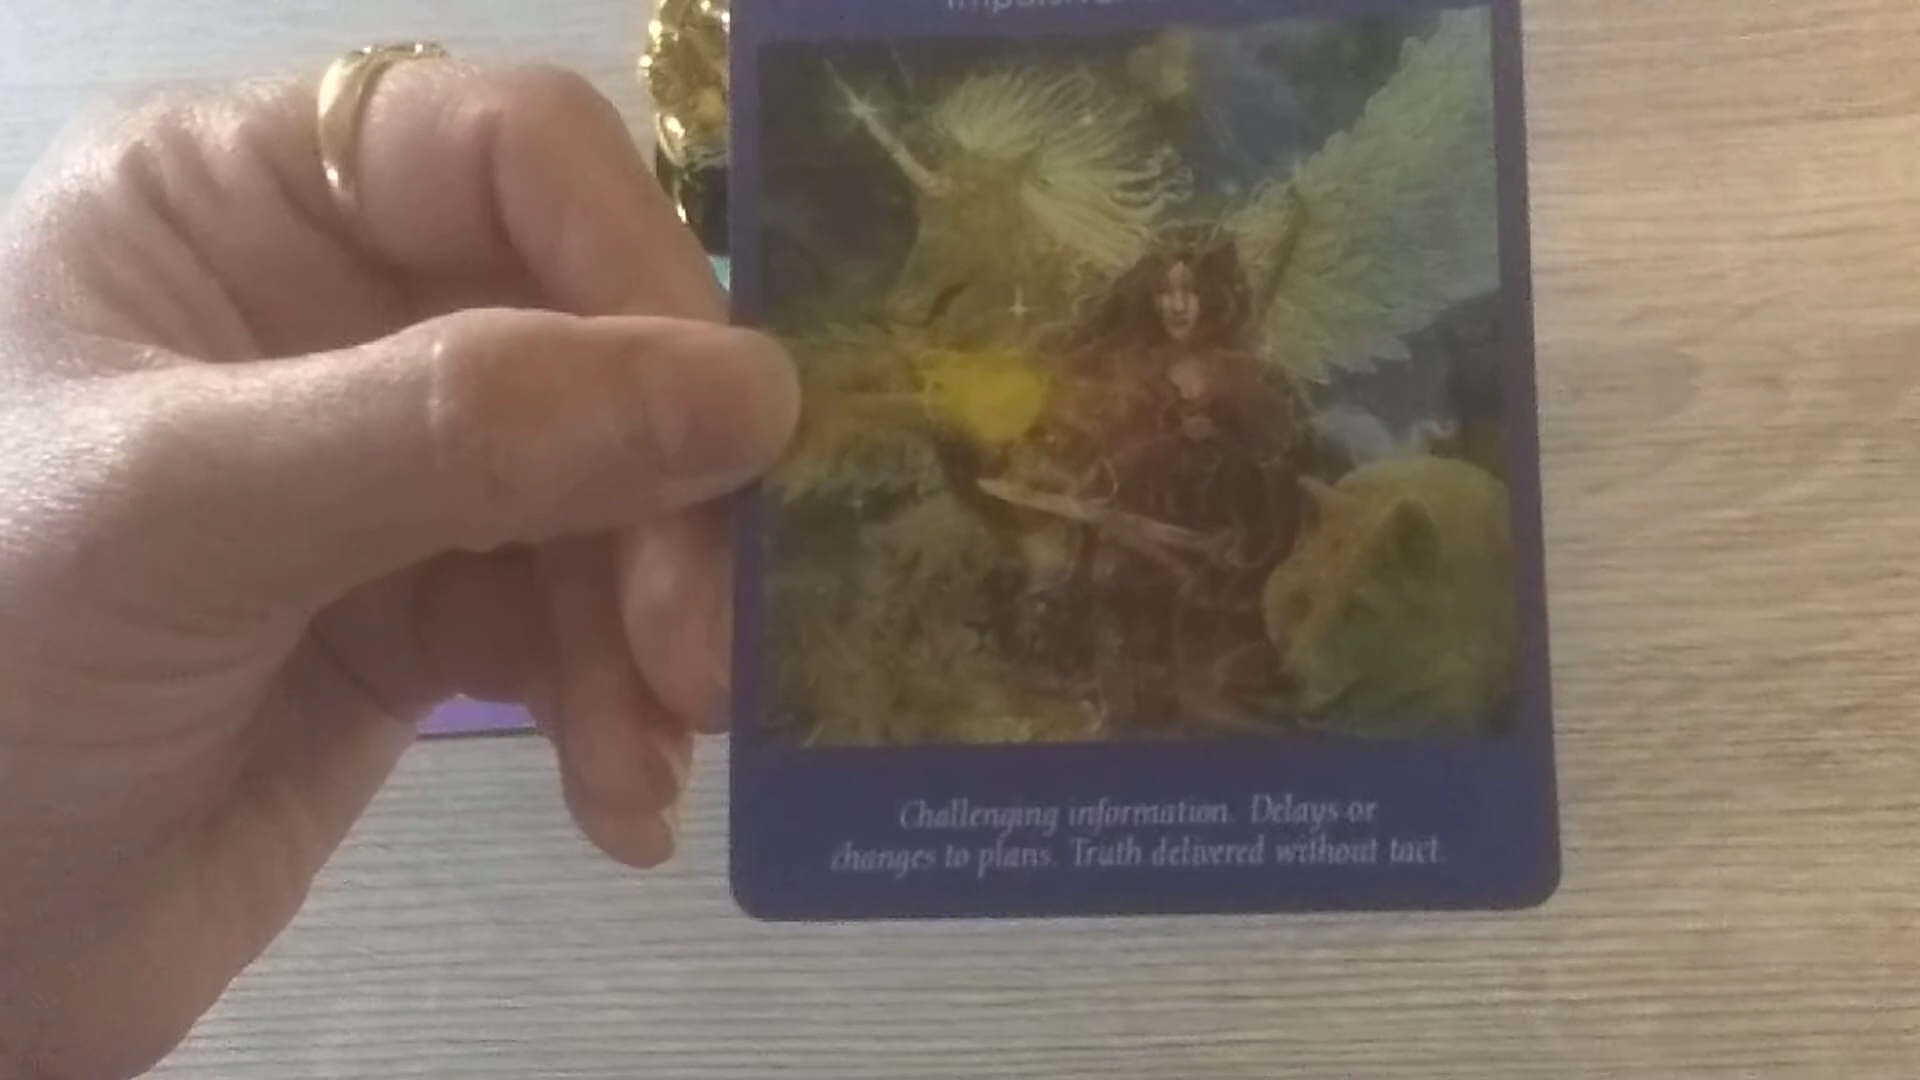 Challenging information. Delays or
changes to plans. Truth delivered without tact.